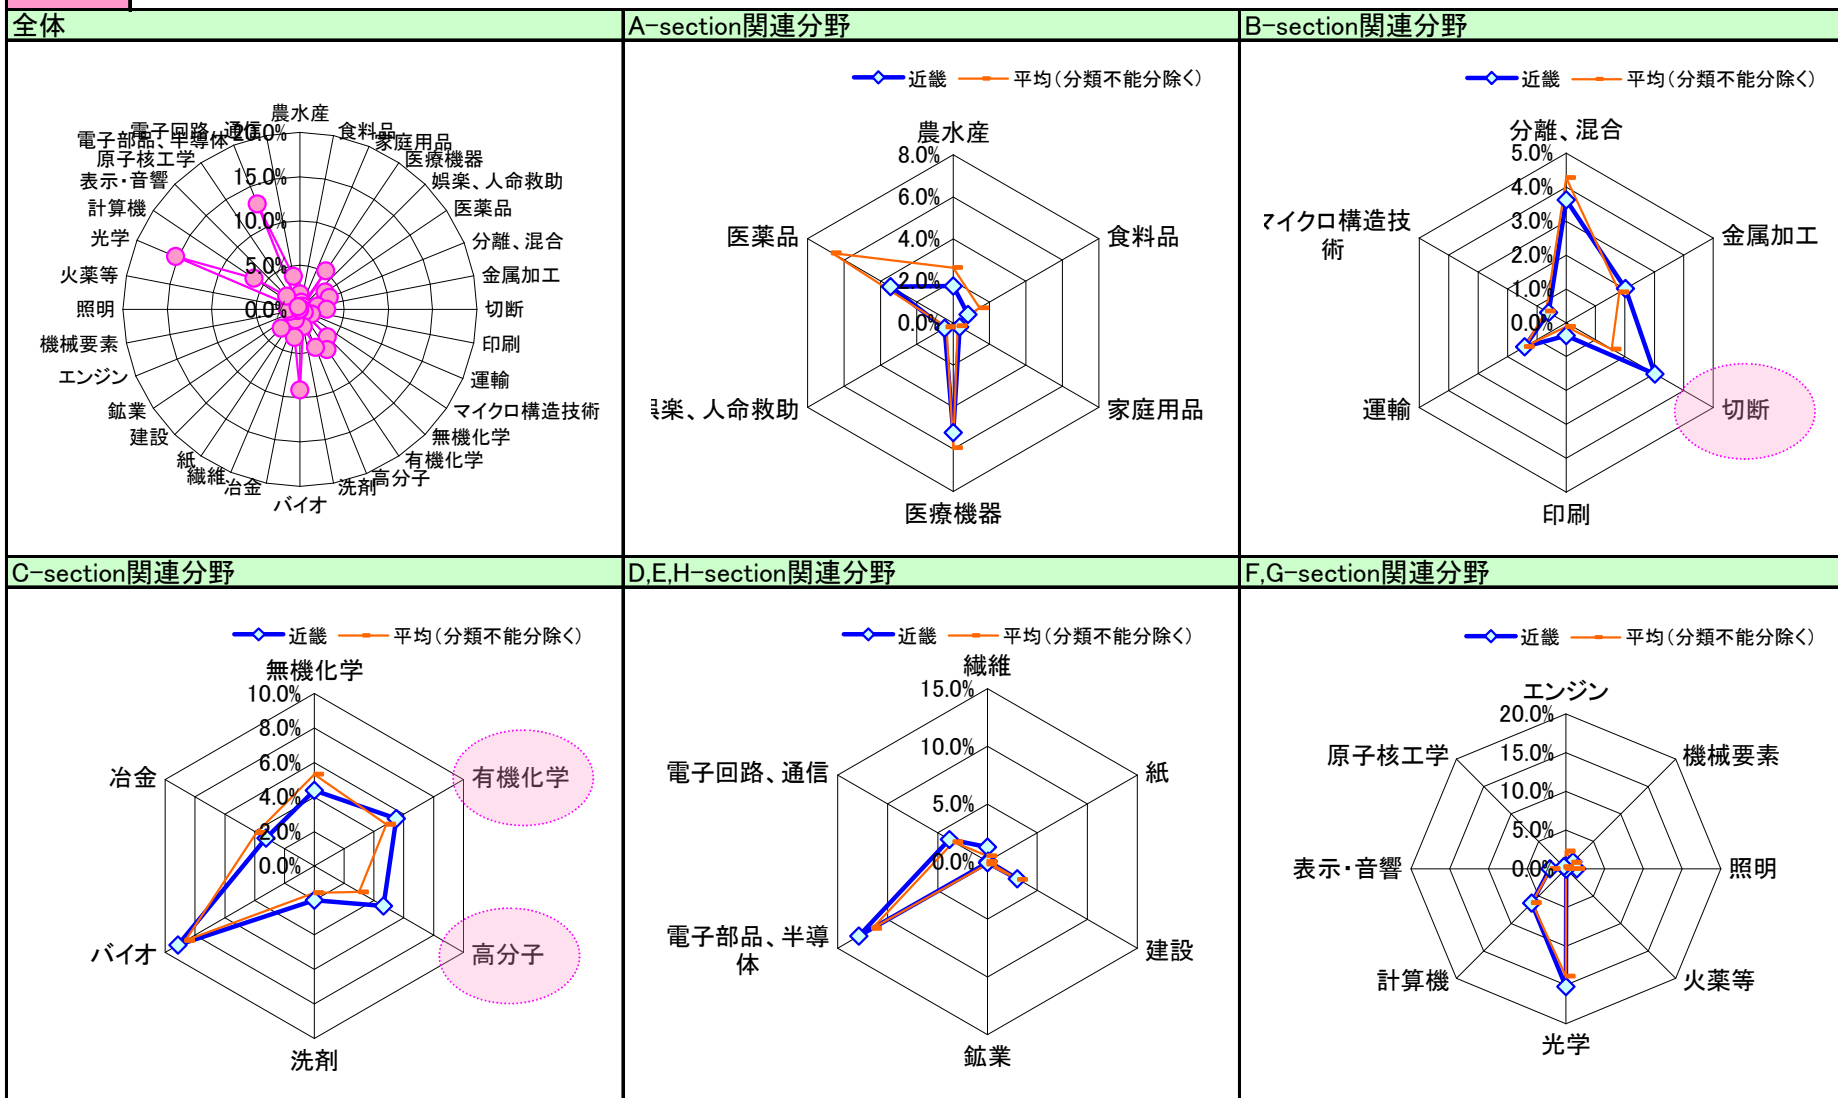 全体
農水産
食料品
家庭用品
医療機器
娯楽、人命救助
医薬品
分離、混合
金属加工
切断
印刷
運輸
マイクロ構造技術
無機化学
有機化学
高分子
洗剤
バイオ
冶金
繊維
紙
建設
鉱業
エンジン
機械要素
照明
火薬等
光学
計算機
表示・音響
原子核工学
電子部品、半導体
電子回路、通信
20.0%
15.0%
10.0%
5.0%
0.0%
A-section関連分野
近畿 平均(分類不能分除く)
農水産
8.0%
6.0%
4.0%
2.0%
0.0%
食料品
家庭用品
医療機器
娯楽、人命救助
医薬品
B-section関連分野
近畿 平均(分類不能分除く)
分離、混合
5.0%
4.0%
3.0%
2.0%
1.0%
0.0%
金属加工
切断
印刷
運輸
マイクロ構造技
術
C-section関連分野
近畿 平均(分類不能分除く)
無機化学
10.0%
8.0%
6.0%
4.0%
2.0%
0.0%
有機化学
高分子
洗剤
バイオ
冶金
D,E,H-section関連分野
近畿 平均(分類不能分除く)
繊維
15.0%
10.0%
5.0%
0.0%
紙
建設
鉱業
電子部品、半導
体
電子回路、通信
F,G-section関連分野
近畿 平均(分類不能分除く)
エンジン
20.0%
15.0%
10.0%
5.0%
0.0%
機械要素
照明
火薬等
光学
計算機
表示・音響
原子核工学